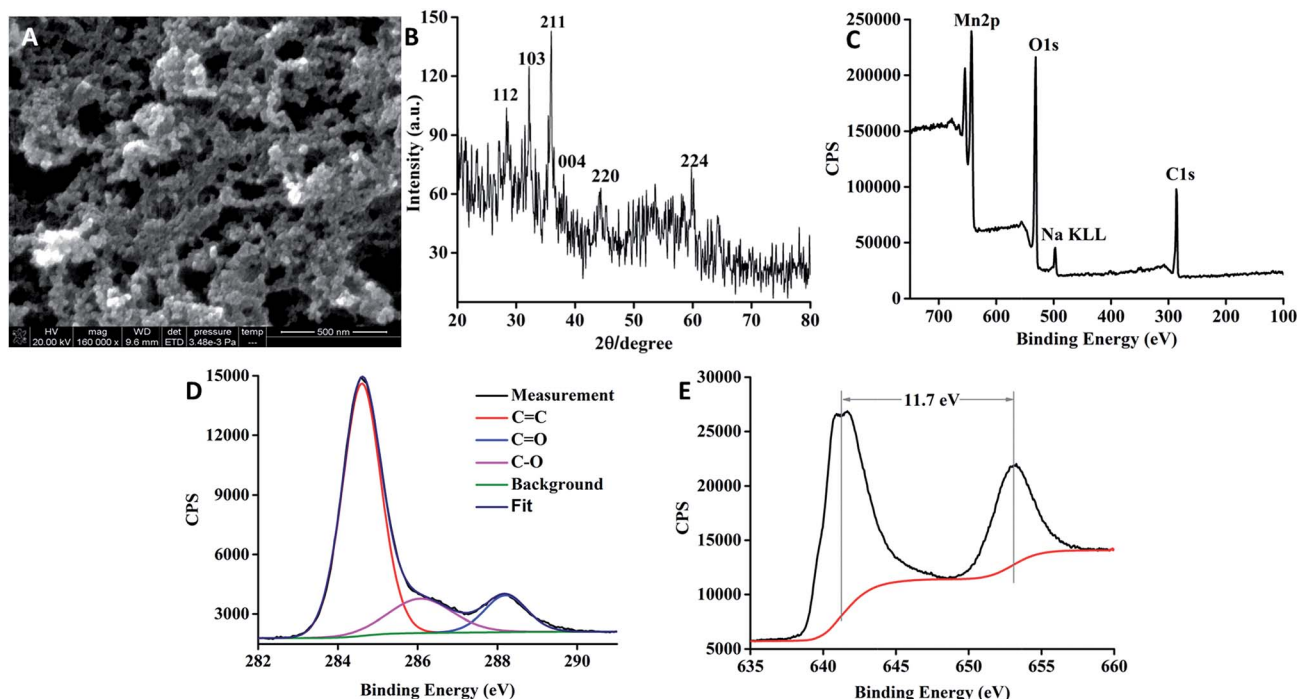 A
HV mag WD det pressure temp
20.00 kV 160 000 x 9.6 mm ETD 3.48e-3 Pa ---
500 nm
B
150
120
90
60
30
Intensity (a.u.)
112
103
211
004
220
224
20 30 40 50 60 70 80
2θ/degree
C
250000
200000
150000
100000
50000
0
CPS
Mn2p
O1s
Na KLL
C1s
700 600 500 400 300 200 100
Binding Energy (eV)
D
15000
12000
9000
6000
3000
CPS
Measurement
C=C
C=O
C-O
Background
Fit
282 284 286 288 290
Binding Energy (eV)
E
30000
25000
20000
15000
10000
5000
CPS
11.7 eV
635 640 645 650 655 660
Binding Energy (eV)